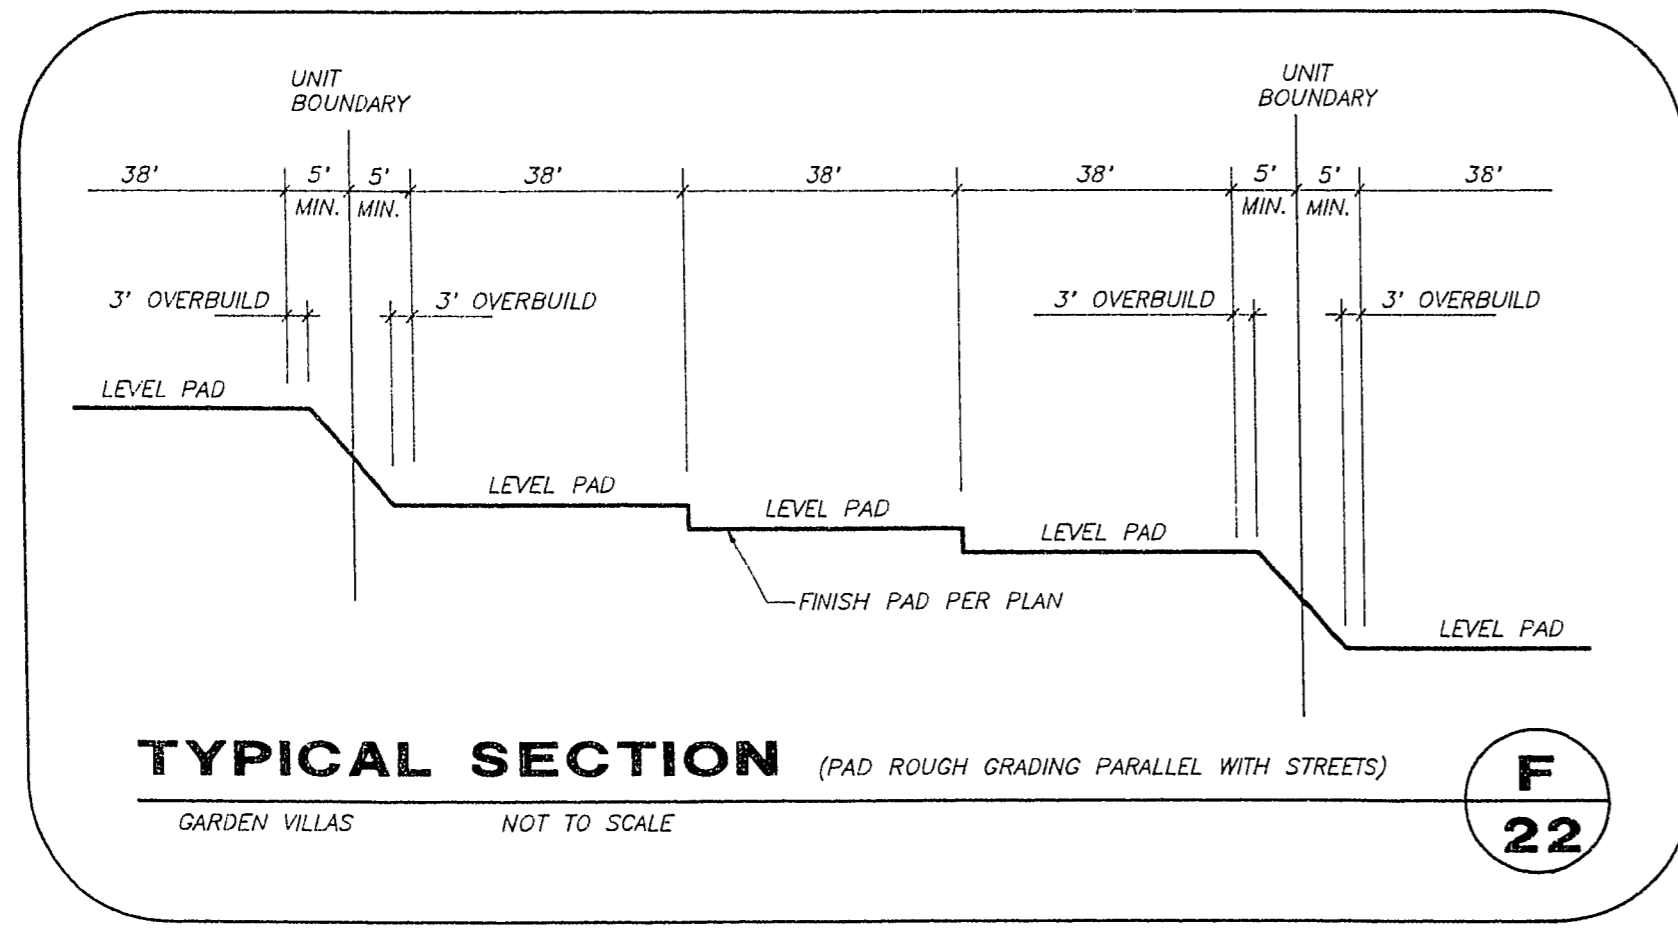 UNIT
BOUNDARY
UNIT
BOUNDARY
38' 5' 5' 38' 38' 38' 5' 5' 38'
MIN. MIN. MIN. MIN.
3' OVERBUILD 3' OVERBUILD 3' OVERBUILD 3' OVERBUILD
LEVEL PAD
LEVEL PAD
LEVEL PAD
LEVEL PAD
FINISH PAD PER PLAN
LEVEL PAD
TYPICAL SECTION (PAD ROUGH GRADING PARALLEL WITH STREETS)
GARDEN VILLAS NOT TO SCALE
F
22